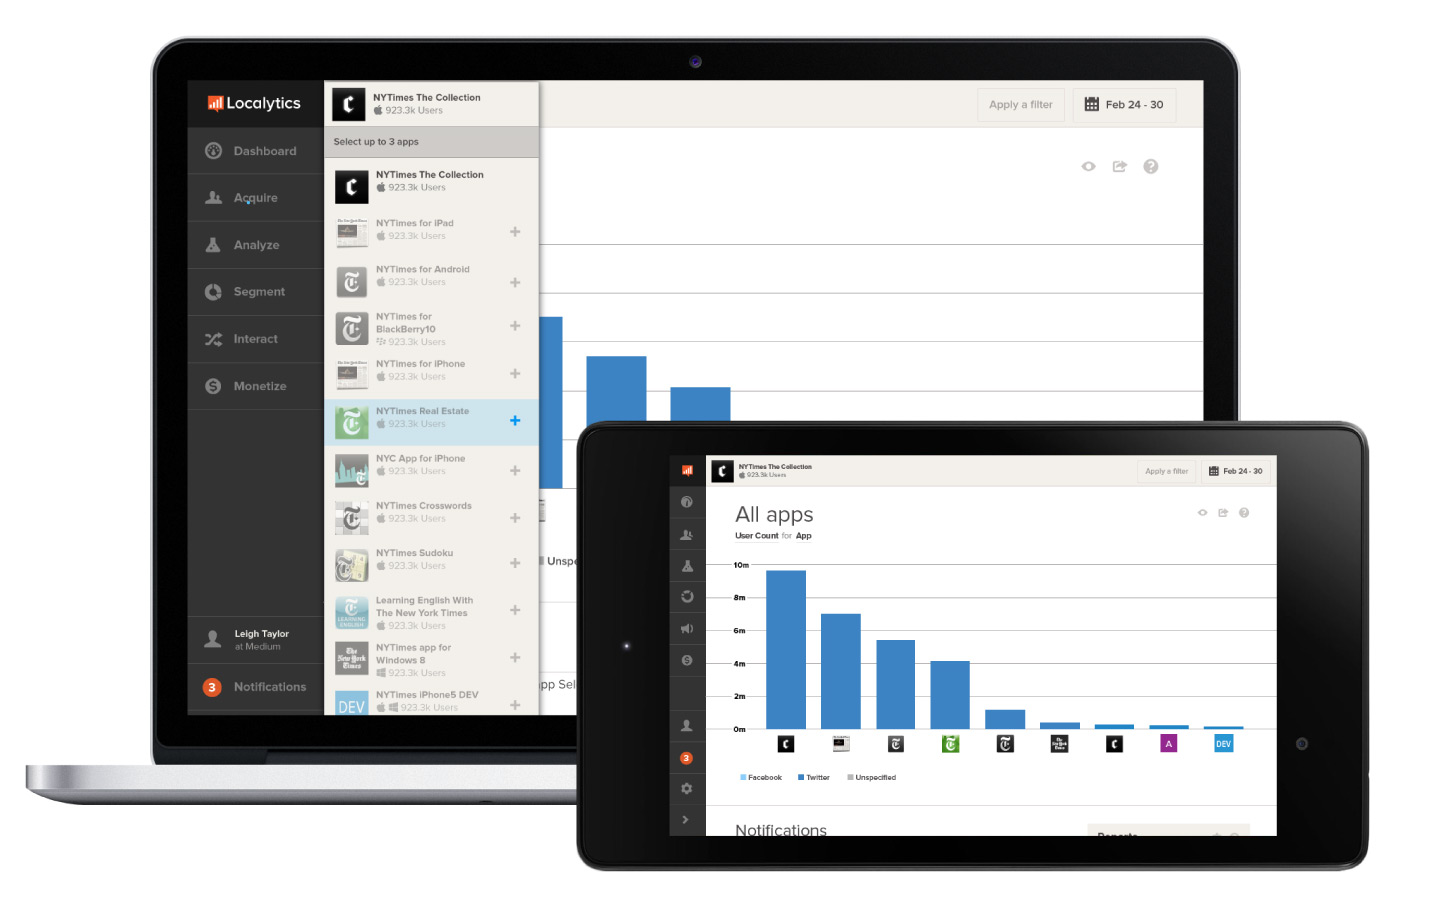 Localytics
Dashboard
Acquire
Analyze
Segment
Interact
Monetize
Leigh Taylor
at Medium
3 Notifications
NYTimes The Collection
923.3k Users
Select up to 3 apps
NYTimes The Collection
923.3k Users
NYTimes for iPad
923.3k Users
NYTimes for Android
923.3k Users
NYTimes for
BlackBerry10
923.3k Users
NYTimes for iPhone
923.3k Users
NYTimes Real Estate
923.3k Users
NYC App for iPhone
923.3k Users
NYTimes Crosswords
923.3k Users
NYTimes Sudoku
923.3k Users
LEARNING
ENGLISH
Learning English With
The New York Times
923.3k Users
The
New York
Times
NYTimes app for
Windows 8
923.3k Users
DEV
NYTimes iPhone5 DEV
923.3k Users
Apply a filter
Feb 24 - 30
Unspe
pp Sel
NYTimes The Collection
923.3k Users
Apply a filter
Feb 24 - 30
All apps
User Count for App
10m
8m
6m
4m
2m
0m
A
DEV
Facebook
Twitter
Unspecified
3
Notifications
Reports